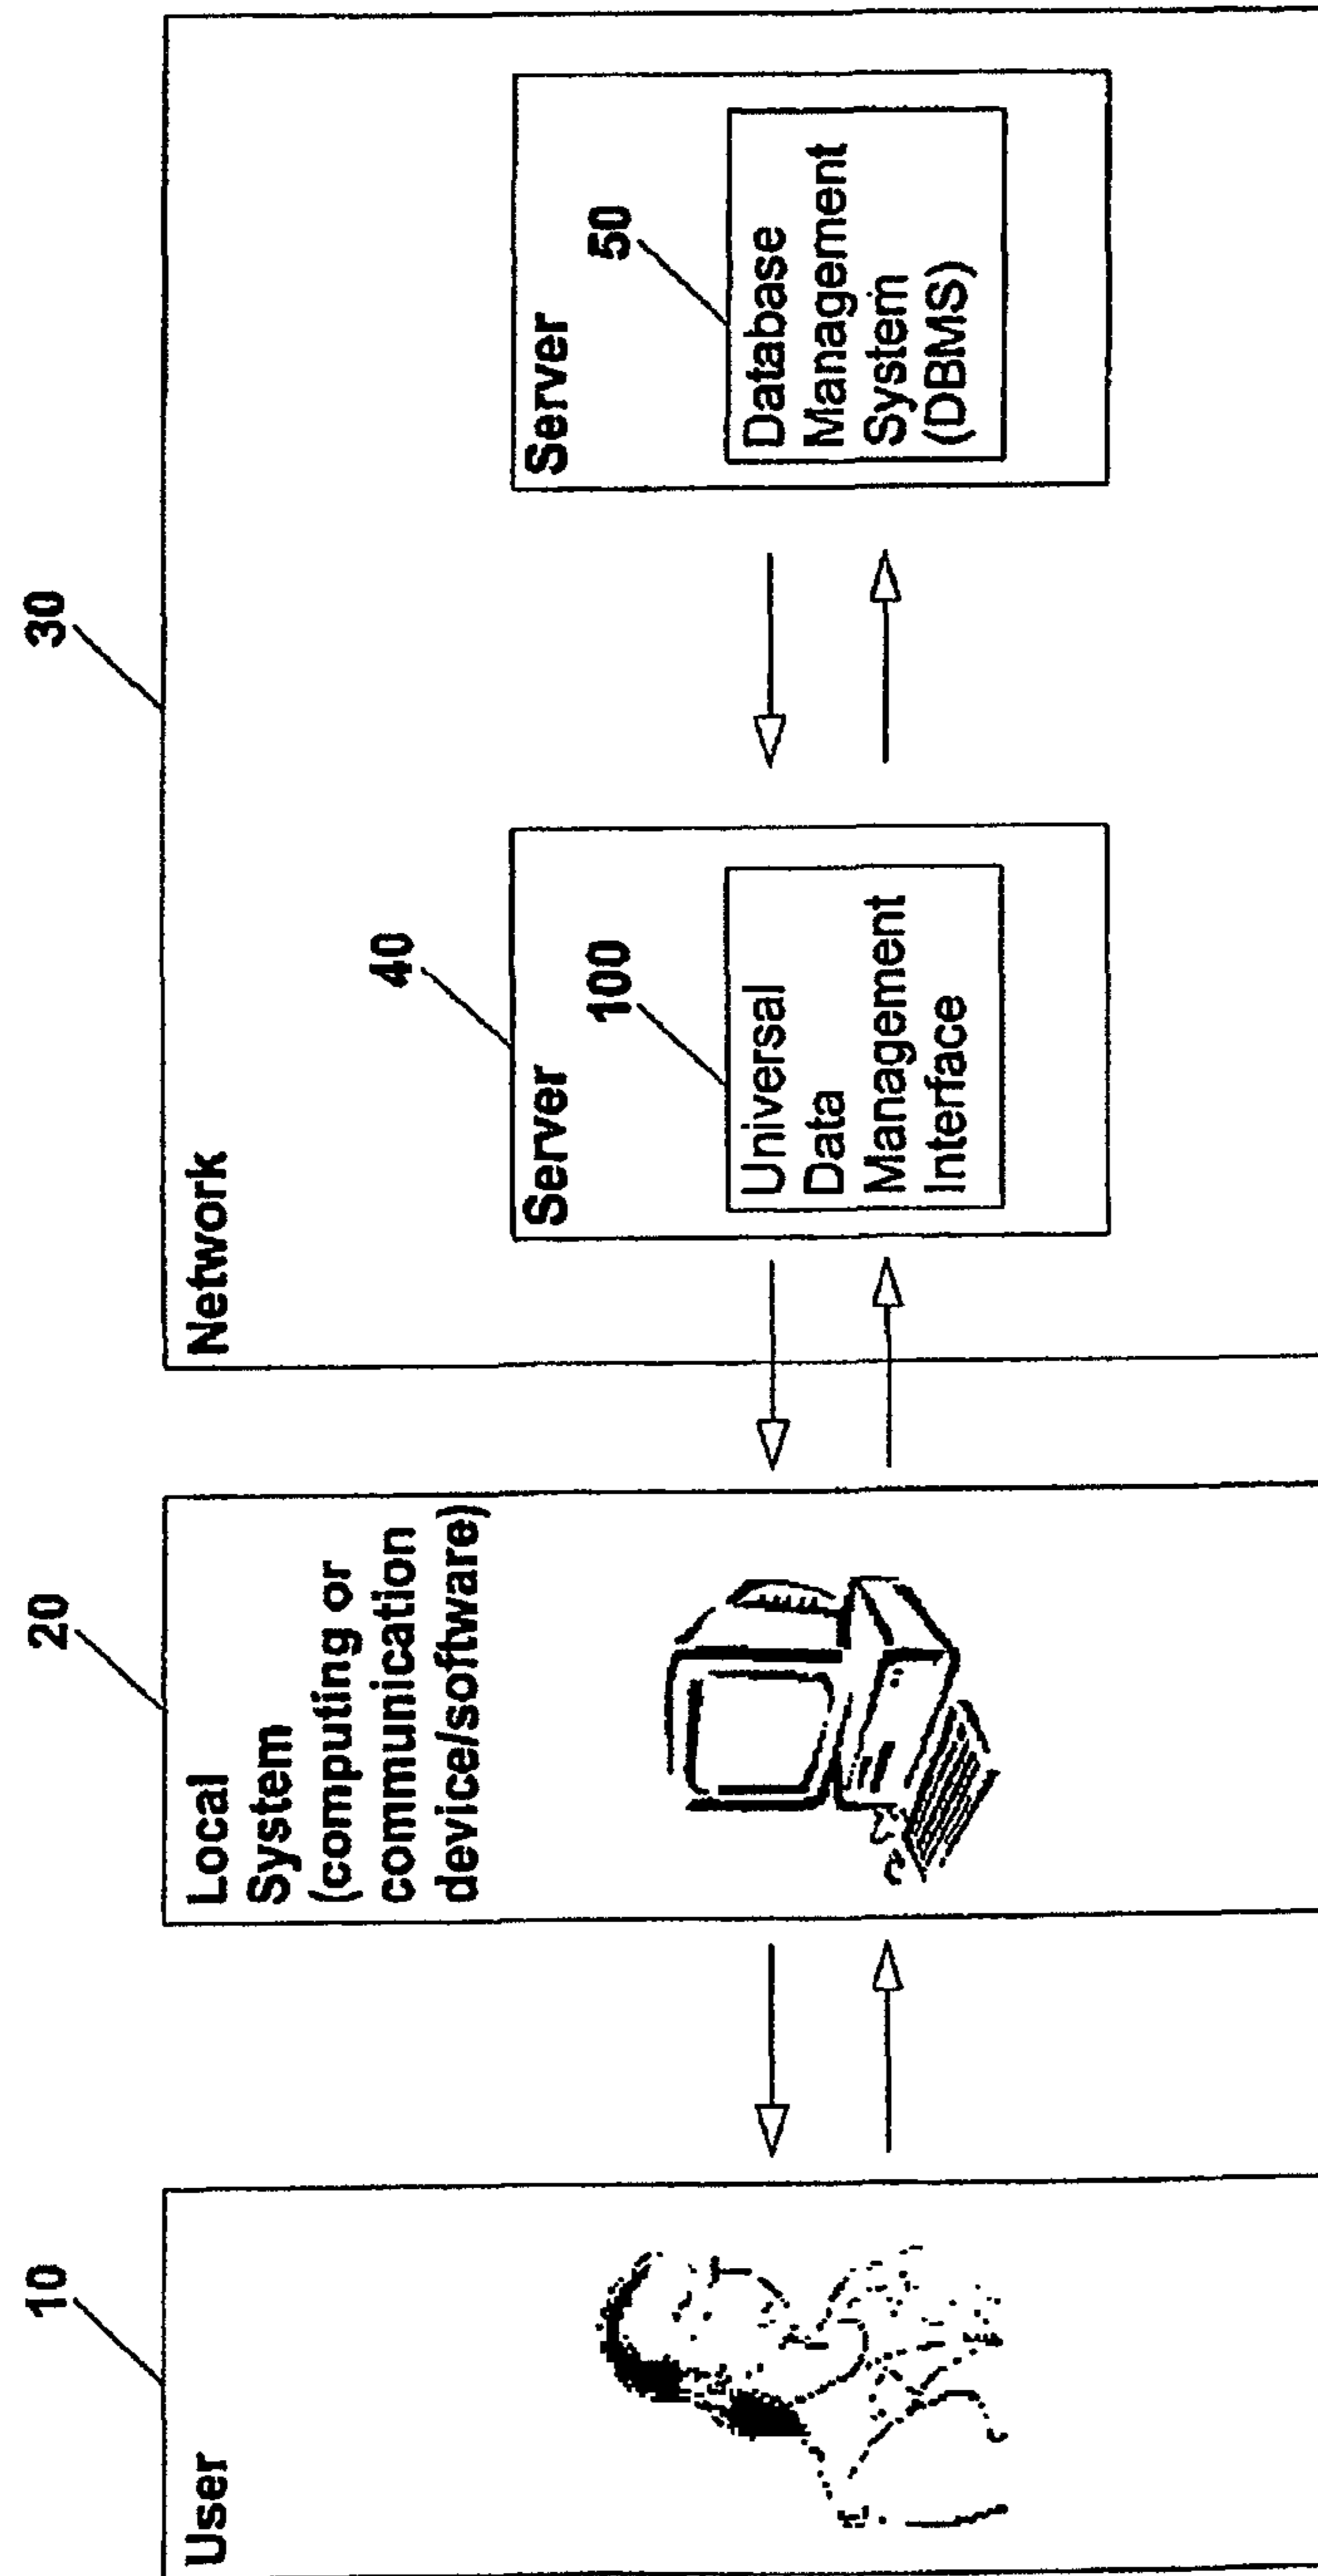 10
User
20
Local
System
(computing or
communication
device/software)
30
Network
40
Server
100
Universal
Data
Management
Interface
Server
50
Database
Management
System
(DBMS)